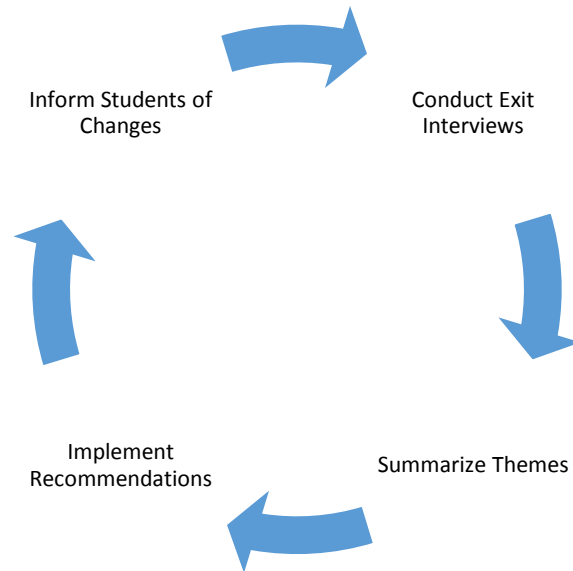 Inform Students of
Changes
Conduct Exit
Interviews
Implement
Recommendations
Summarize Themes